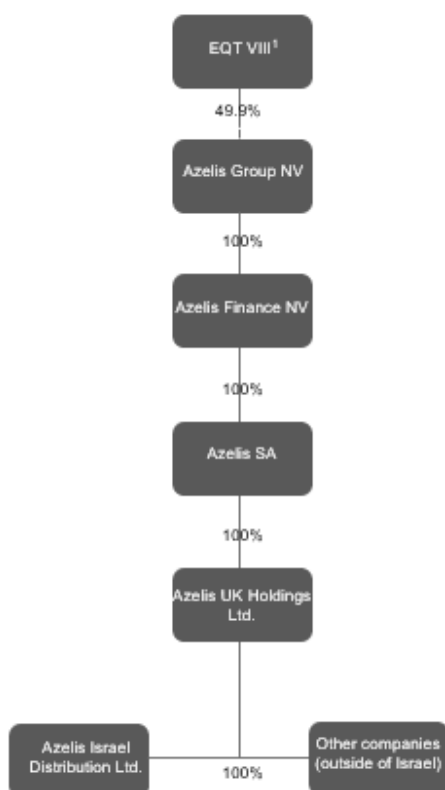 EQT VIII¹
49.9%
Azelis Group NV
100%
Azelis Finance NV
100%
Azelis SA
100%
Azelis UK Holdings
Ltd.
Azelis Israel
Distribution Ltd.
Other companies
(outside of Israel)
100%